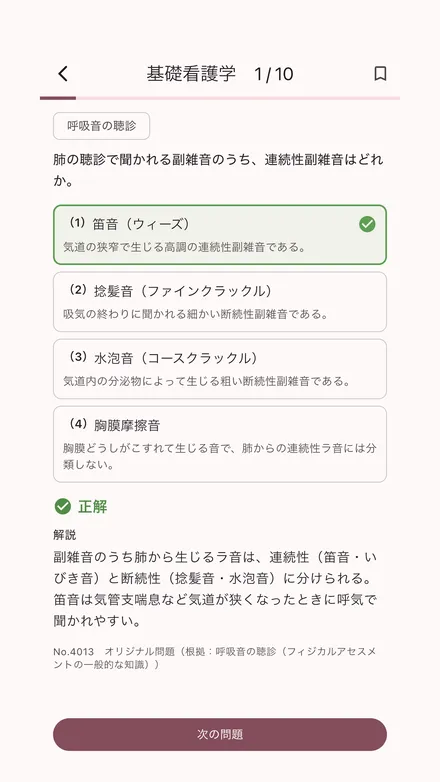 基礎看護学 1/10
呼吸音の聴診
肺の聴診で聞かれる副雑音のうち、連続性副雑音はどれ
か。
(1) 笛音（ウィーズ）
気道の狭窄で生じる高調の連続性副雑音である。
(2) 捻髪音（ファインクラックル）
吸気の終わりに聞かれる細かい断続性副雑音である。
(3) 水泡音（コースクラックル）
気道内の分泌物によって生じる粗い断続性副雑音である。
(4) 胸膜摩擦音
胸膜どうしがこすれて生じる音で、肺からの連続性ラ音には分
類しない。
正解
解説
副雑音のうち肺から生じるラ音は、連続性（笛音・い
びき音）と断続性（捻髪音・水泡音）に分けられる。
笛音は気管支喘息など気道が狭くなったときに呼気で
聞かれやすい。
No.4013 オリジナル問題（根拠：呼吸音の聴診（フィジカルアセスメ
ントの一般的な知識））
次の問題